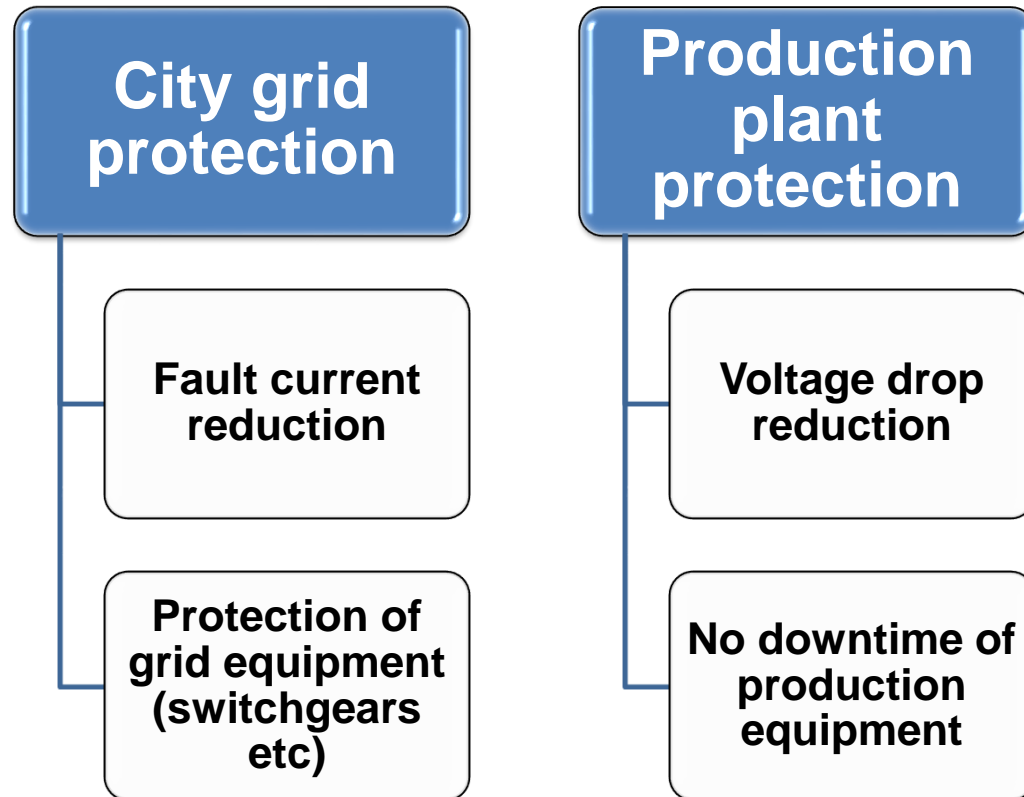 City grid
protection
Fault current
reduction
Protection of
grid equipment
(switchgears
etc)
Production
plant
protection
Voltage drop
reduction
No downtime of
production
equipment